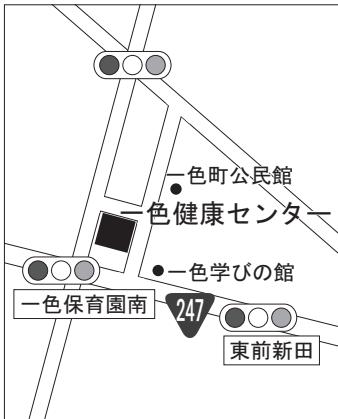 一色町公民館
一色健康センター
一色学びの館
一色保育園南
247
東前新田